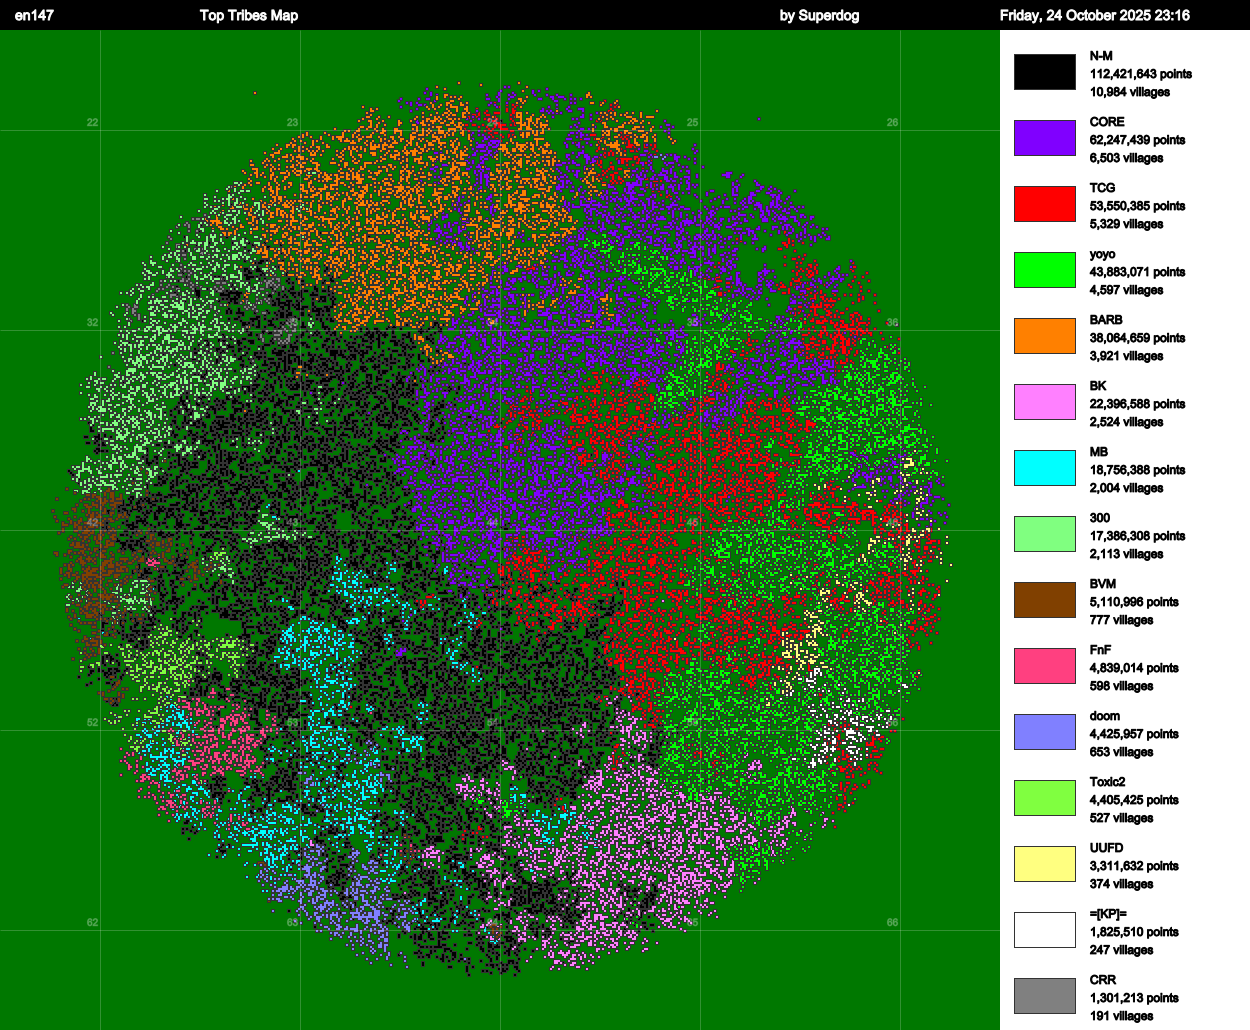 en147 Top Tribes Map by Superdog Friday, 24 October 2025 23:16
N-M
112,421,643 points
10,984 villages
CORE
62,247,439 points
6,503 villages
TCG
53,550,385 points
5,329 villages
yoyo
43,883,071 points
4,597 villages
BARB
38,064,659 points
3,921 villages
BK
22,396,588 points
2,524 villages
MB
18,756,388 points
2,004 villages
300
17,386,308 points
2,113 villages
BVM
5,110,996 points
777 villages
FnF
4,839,014 points
598 villages
doom
4,425,957 points
653 villages
Toxic2
4,405,425 points
527 villages
UUFD
3,311,632 points
374 villages
=[KP]=
1,825,510 points
247 villages
CRR
1,301,213 points
191 villages
22 23 25 26
32 35 36
42 44 45
52
62 63 66